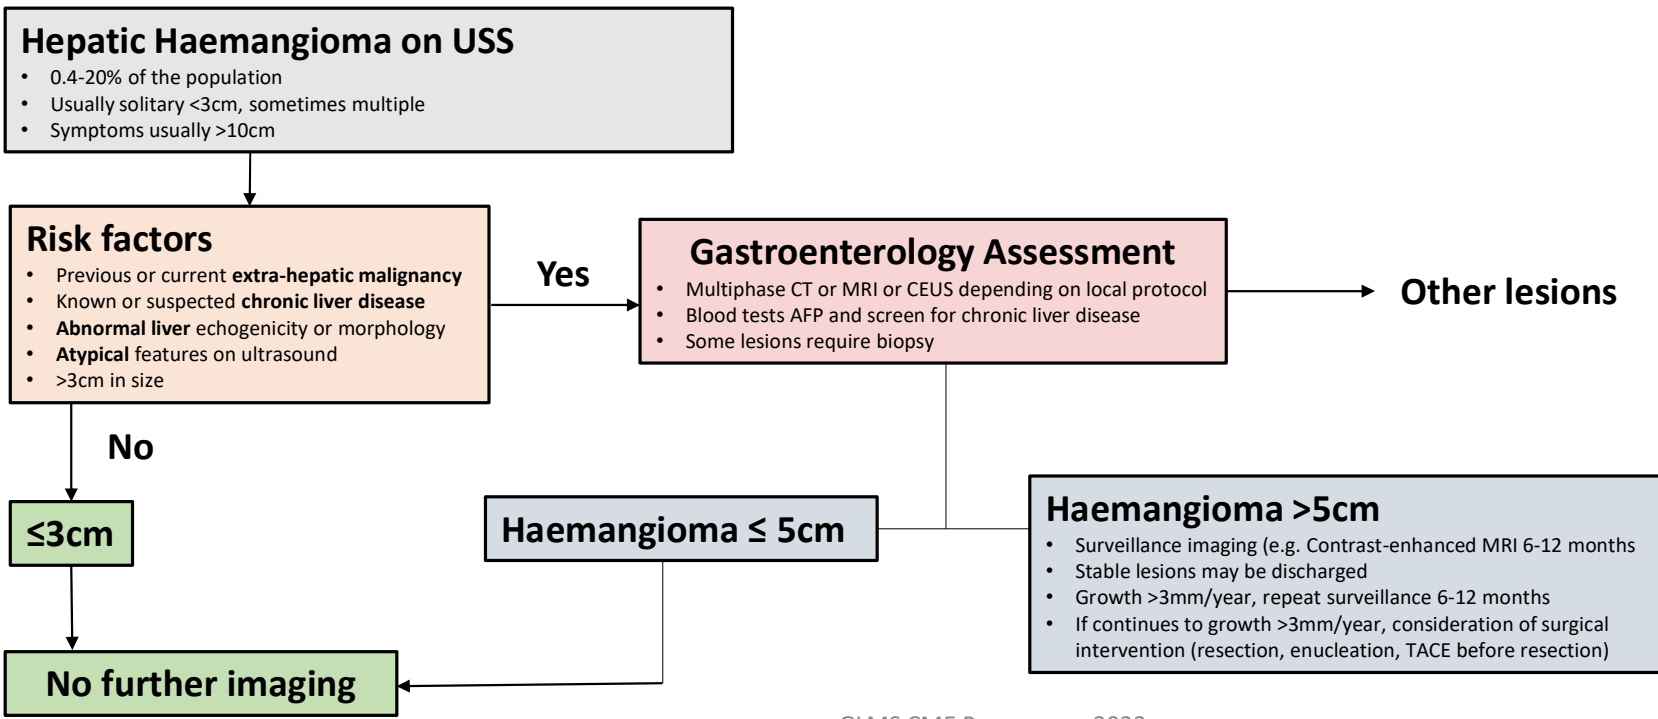 Hepatic Haemangioma on USS
• 0.4-20% of the population
• Usually solitary <3cm, sometimes multiple
• Symptoms usually >10cm
Risk factors
• Previous or current extra-hepatic malignancy
• Known or suspected chronic liver disease
• Abnormal liver echogenicity or morphology
• Atypical features on ultrasound
• >3cm in size
Yes
Gastroenterology Assessment
• Multiphase CT or MRI or CEUS depending on local protocol
• Blood tests AFP and screen for chronic liver disease
• Some lesions require biopsy
Other lesions
No
≤3cm
Haemangioma ≤ 5cm
Haemangioma >5cm
• Surveillance imaging (e.g. Contrast-enhanced MRI 6-12 months
• Stable lesions may be discharged
• Growth >3mm/year, repeat surveillance 6-12 months
• If continues to growth >3mm/year, consideration of surgical
intervention (resection, enucleation, TACE before resection)
No further imaging